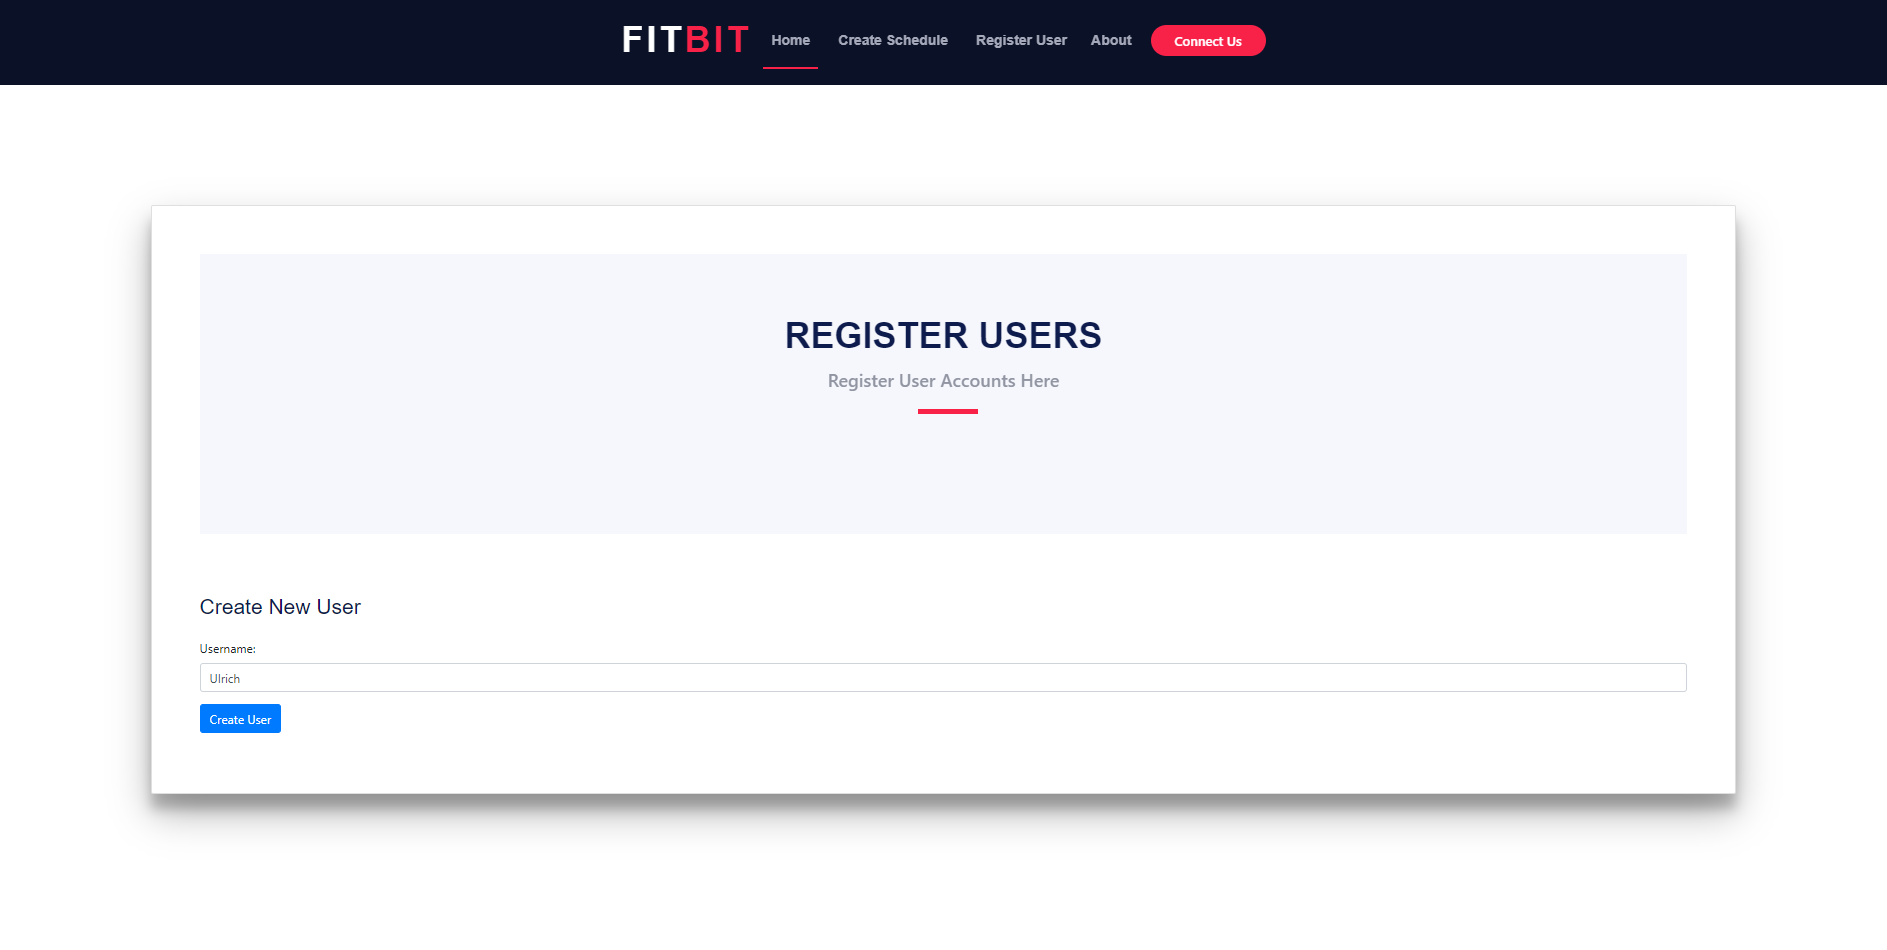 FITBIT Home Create Schedule Register User About Connect Us
REGISTER USERS
Register User Accounts Here
Create New User
Username:
Ulrich
Create User